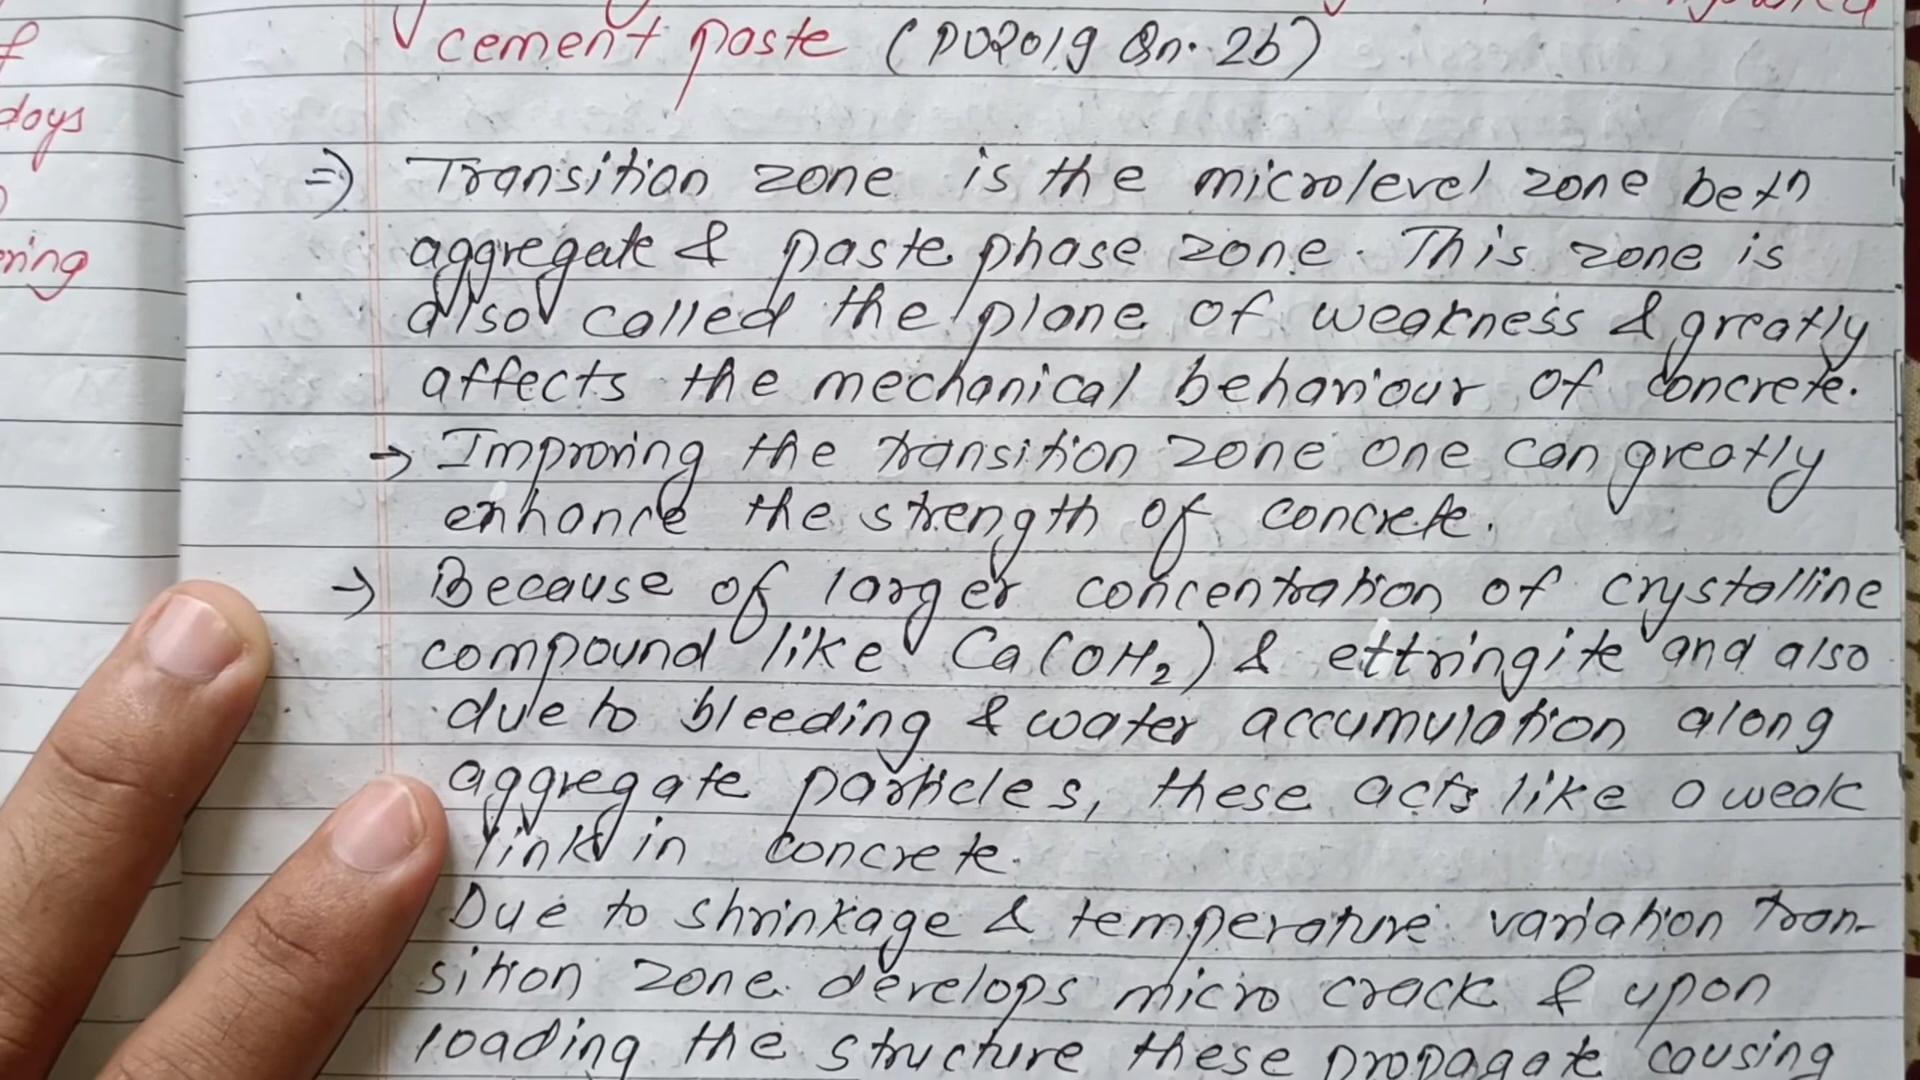 doys
ering
cement paste (PU2019 Qn. 2b)
=) Transition zone is the microlevel zone betn
aggregate & paste phase zone. This zone is
also called the plane of weakness & greatly
affects the mechanical behaviour of concrete.
→ Improving the transition zone one can greatly
enhance the strength of concrete.
→ Because of larger concentration of crystalline
compound like Ca(OH₂) & ettringite and also
due to bleeding & water accumulation along
aggregate particles, these acts like a weak
link in concrete.
Due to shrinkage & temperature variation tran-
sition zone develops micro crack & upon
loading the structure these propagate causing